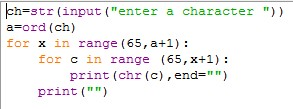 ch=str(input("enter a character "))
a=ord(ch)
for x in range(65,a+1):
    for c in range (65,x+1):
        print(chr(c),end="")
    print("")